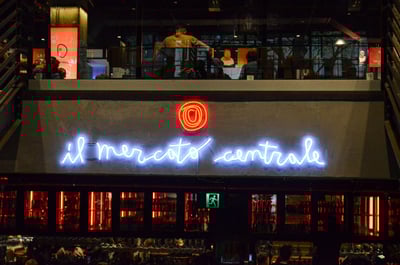 il mercato centrale